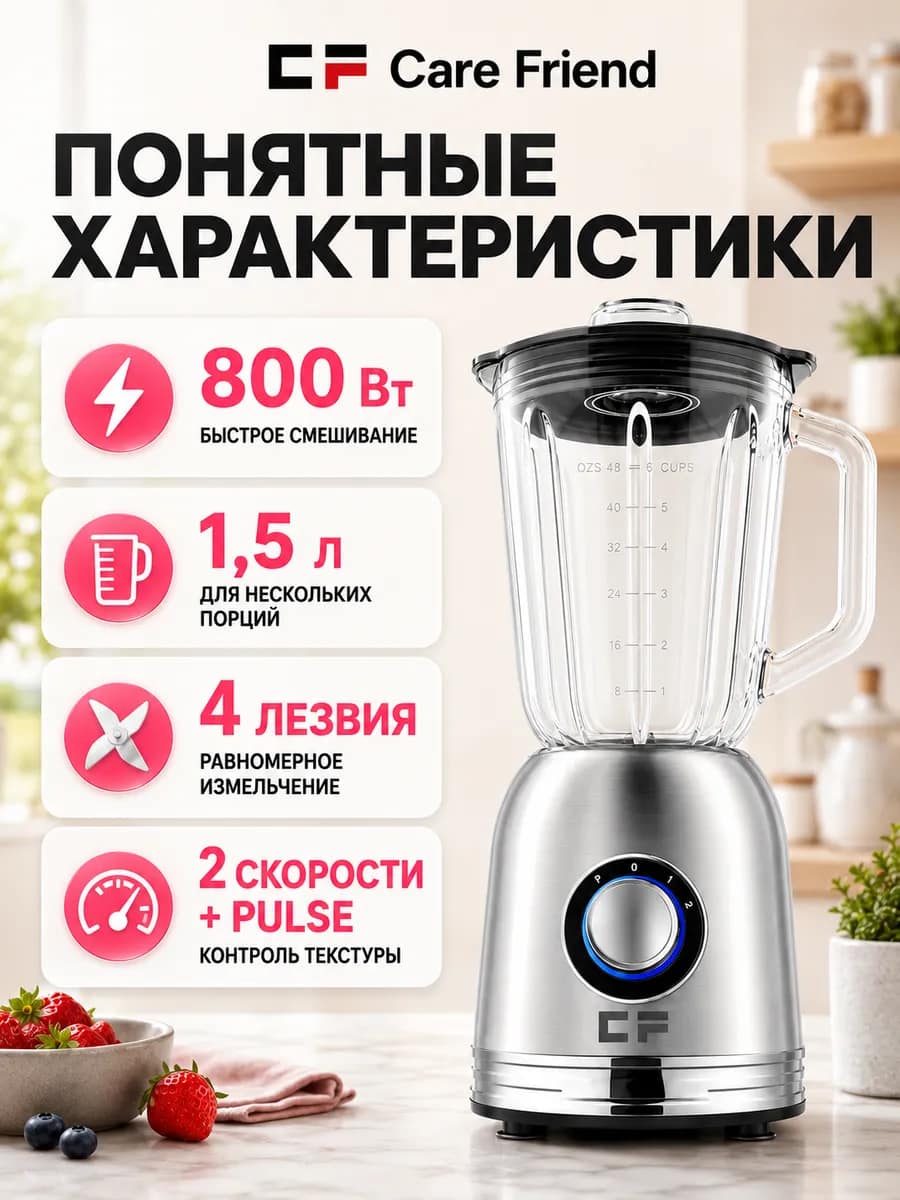 CF Care Friend
ПОНЯТНЫЕ
ХАРАКТЕРИСТИКИ
800 Вт
БЫСТРОЕ СМЕШИВАНИЕ
1,5 л
ДЛЯ НЕСКОЛЬКИХ
ПОРЦИЙ
4 ЛЕЗВИЯ
РАВНОМЕРНОЕ
ИЗМЕЛЬЧЕНИЕ
2 СКОРОСТИ
+ PULSE
КОНТРОЛЬ ТЕКСТУРЫ
OZS 48 6 CUPS
40 5
32 4
24 3
16 2
8 1
P 0 1 2
CF